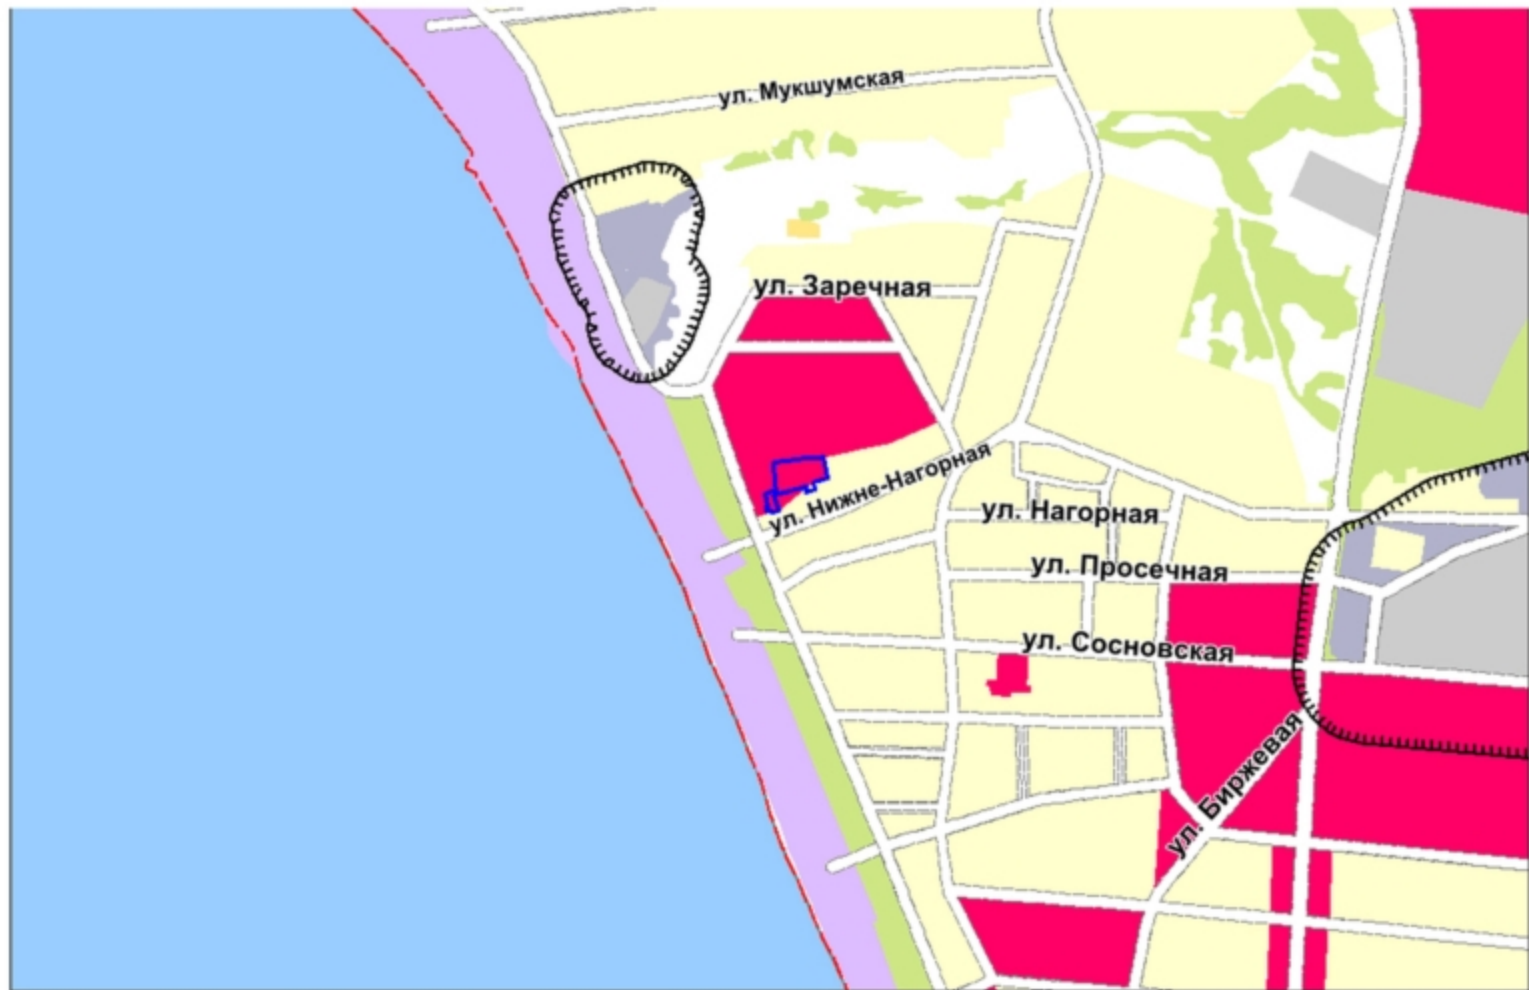 ул. Мукшумская
ул. Заречная
ул. Нижне-Нагорная
ул. Нагорная
ул. Просечная
ул. Сосновская
ул. Биржевая